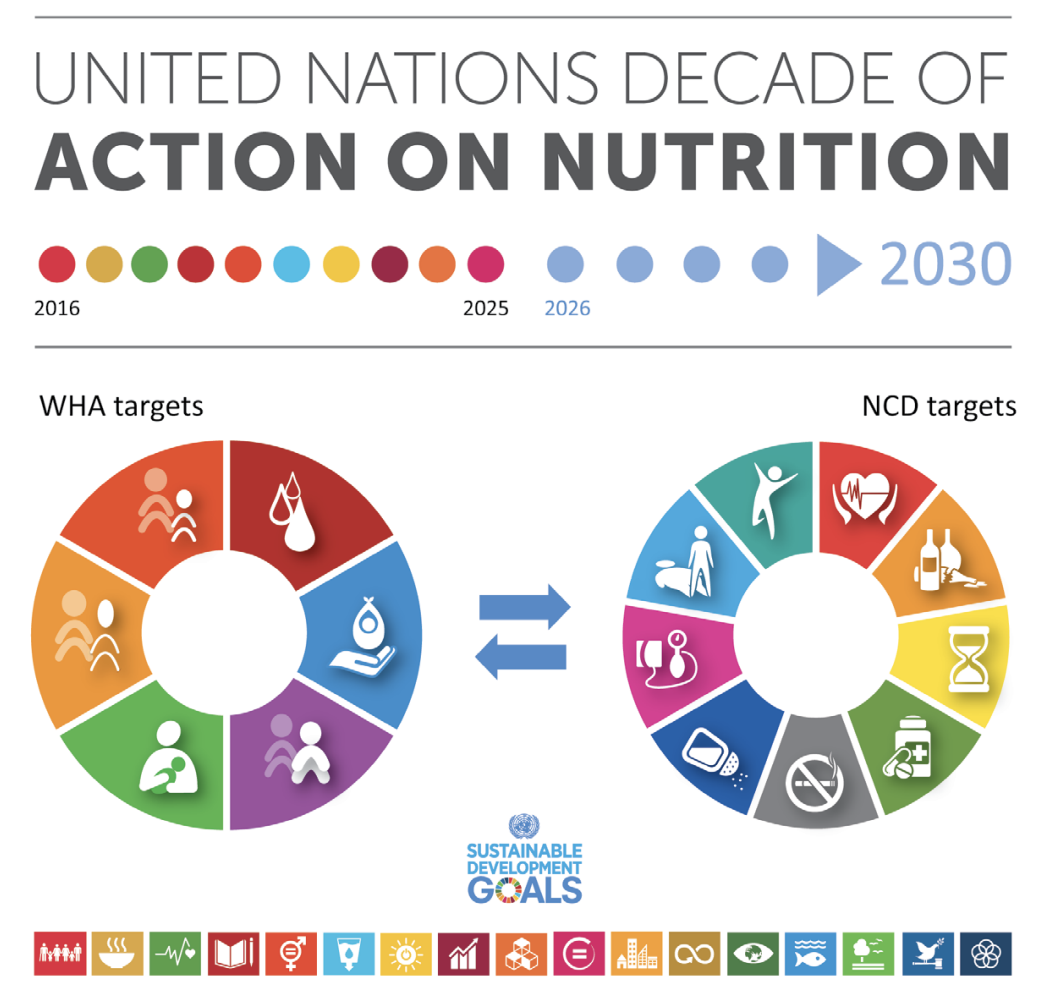 UNITED NATIONS DECADE OF
ACTION ON NUTRITION
2030
2016
2025
2026
WHA targets
NCD targets
SUSTAINABLE
DEVELOPMENT
GOALS